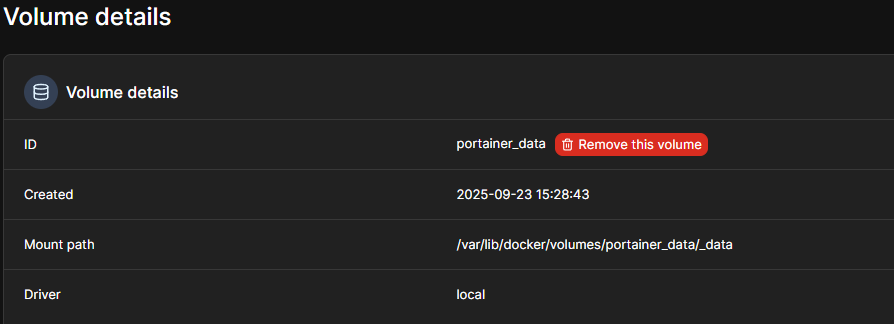 Volume details
Volume details
ID portainer_data Remove this volume
Created 2025-09-23 15:28:43
Mount path /var/lib/docker/volumes/portainer_data/_data
Driver local